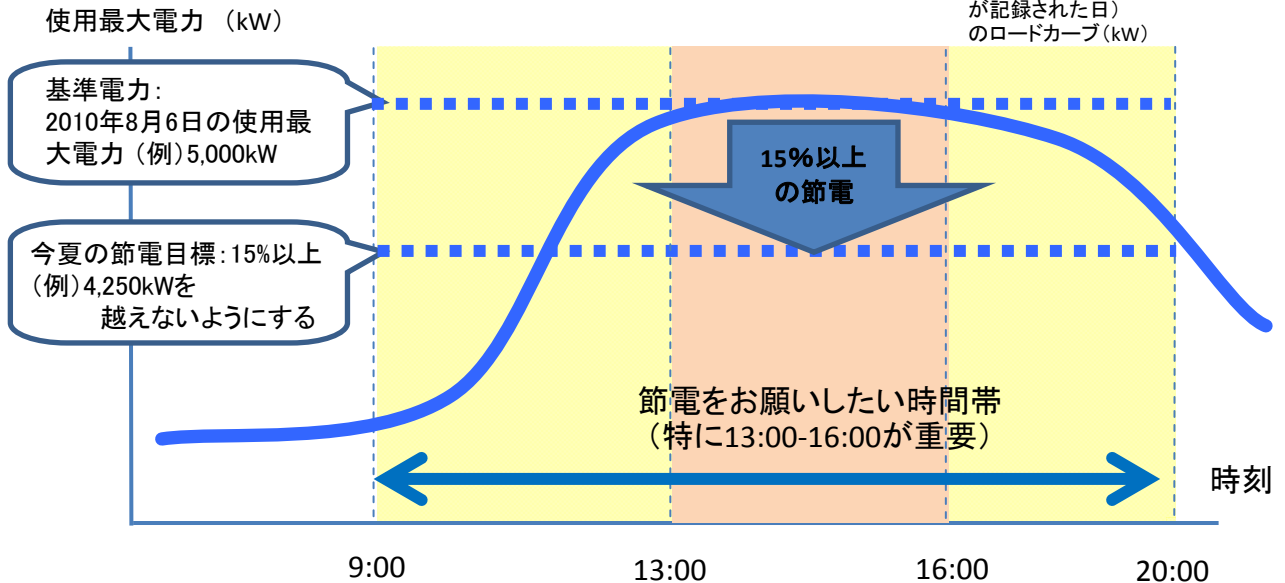 が記録された日）
のロードカーブ（kW）
使用最大電力　（kW）
基準電力：
2010年8月6日の使用最
大電力 （例）5,000kW
15％以上
の節電
今夏の節電目標：15%以上
（例）4,250kWを
越えないようにする
節電をお願いしたい時間帯
（特に13:00-16:00が重要）
時刻
9:00
13:00
16:00
20:00